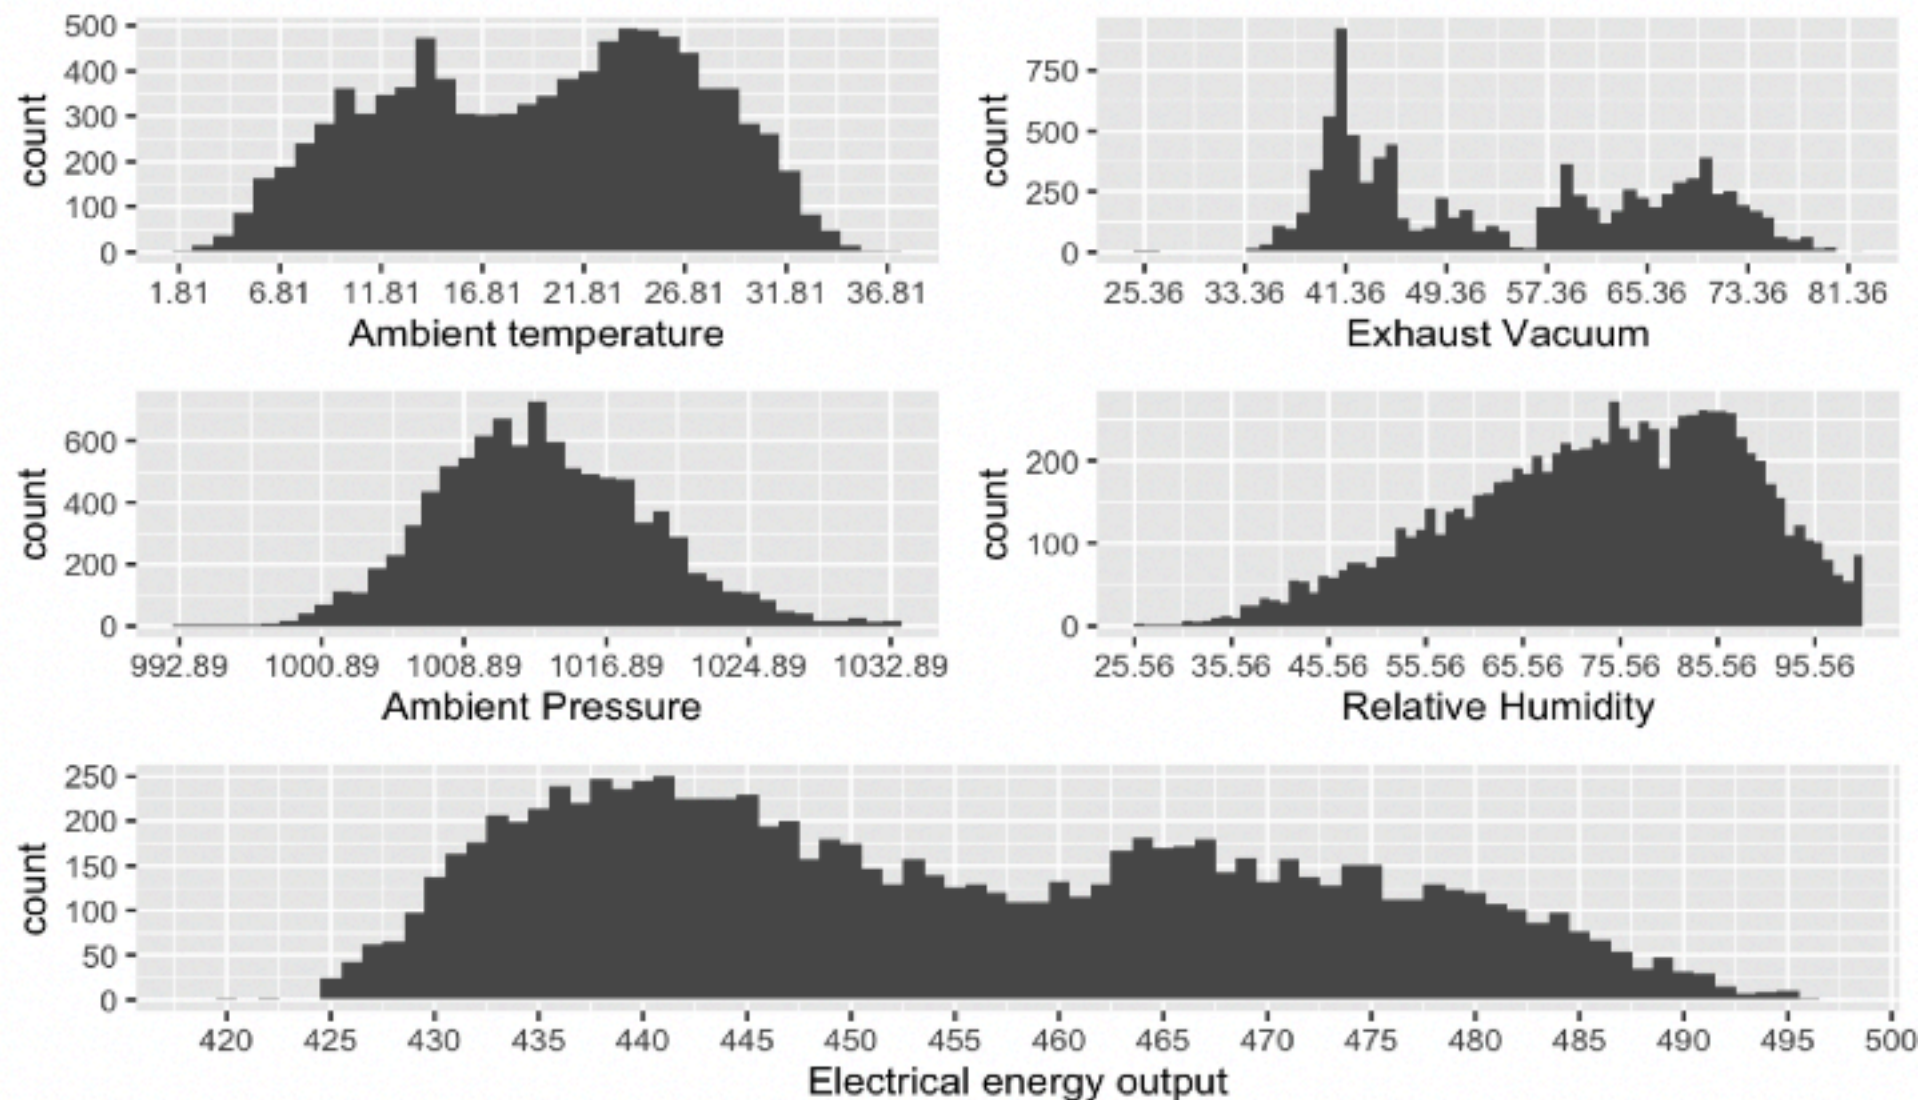 500
400
300
200
100
0
count
1.81 6.81 11.81 16.81 21.81 26.81 31.81 36.81
Ambient temperature
750
500
250
0
count
25.36 33.36 41.36 49.36 57.36 65.36 73.36 81.36
Exhaust Vacuum
600
400
200
0
count
992.89 1000.89 1008.89 1016.89 1024.89 1032.89
Ambient Pressure
200
100
0
count
25.56 35.56 45.56 55.56 65.56 75.56 85.56 95.56
Relative Humidity
250
200
150
100
50
0
count
420 425 430 435 440 445 450 455 460 465 470 475 480 485 490 495 500
Electrical energy output